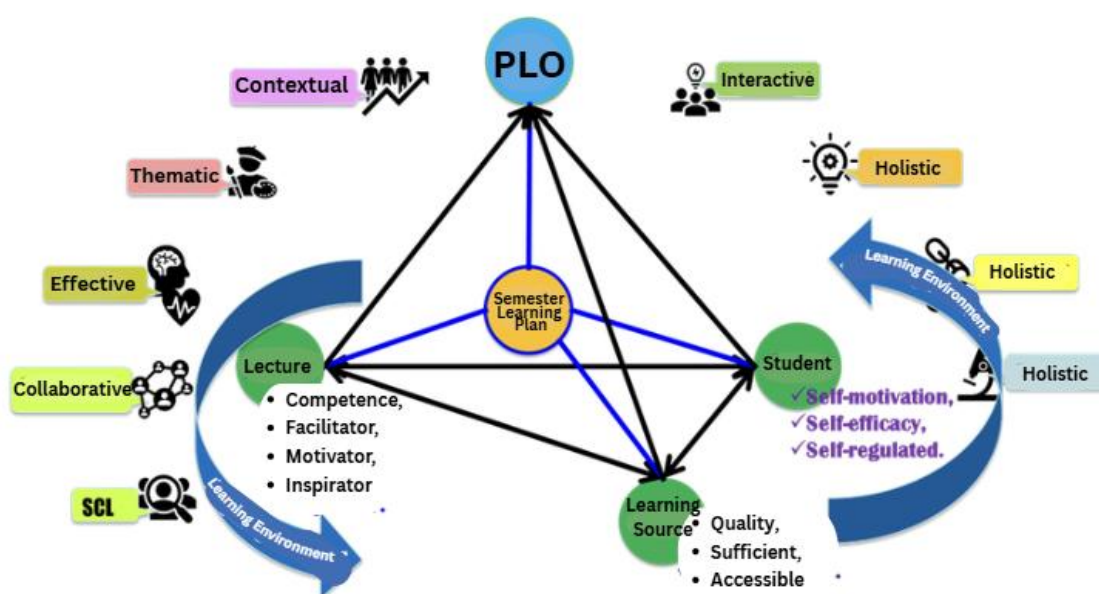 PLO
Contextual
Interactive
Thematic
Holistic
Effective
Semester
Learning
Plan
Learning Environment
Holistic
Lecture
Student
Collaborative
Holistic
• Competence,
• Facilitator,
• Motivator,
• Inspirator
✓Self-motivation,
✓Self-efficacy,
✓Self-regulated.
SCL
Learning Environment
Learning
Source
• Quality,
• Sufficient,
• Accessible